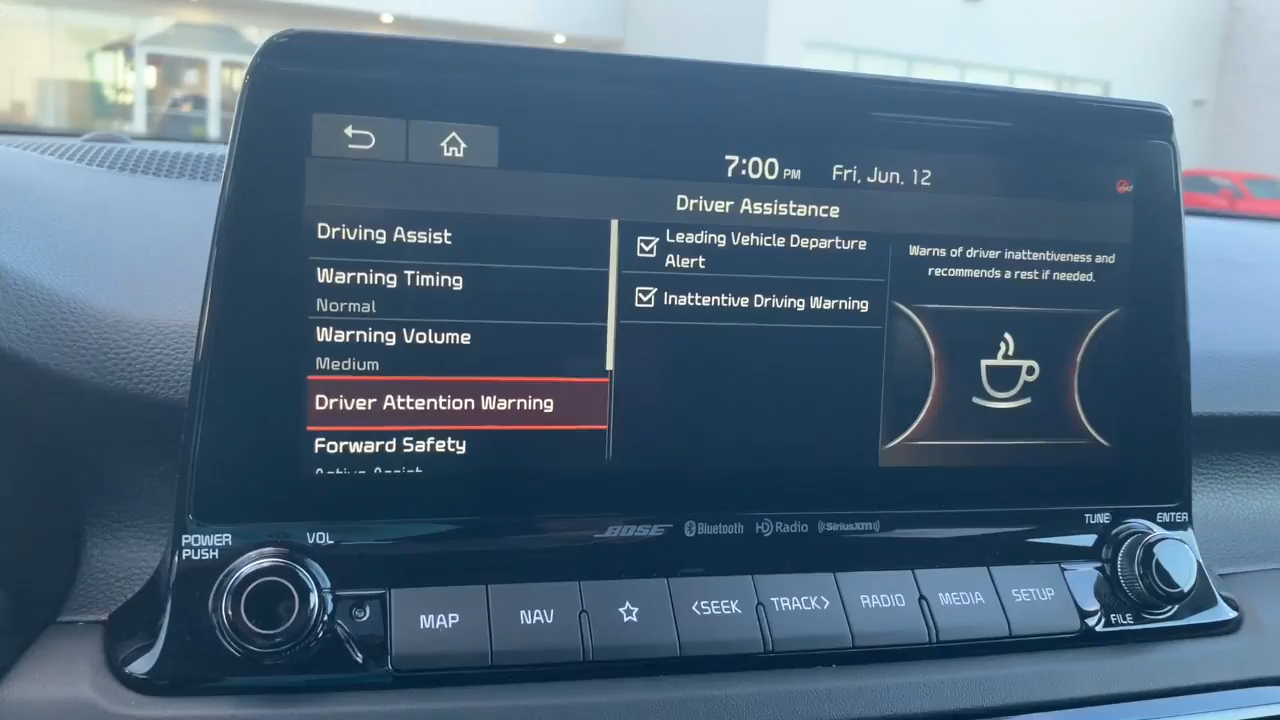 7:00 PM Fri, Jun. 12
Driver Assistance
Driving Assist
Warning Timing
Normal
Warning Volume
Medium
Driver Attention Warning
Forward Safety
Leading Vehicle Departure
Alert
Inattentive Driving Warning
Warns of driver inattentiveness and
recommends a rest if needed.
BOSE Bluetooth HD Radio ((SiriusXM))
POWER
PUSH
VOL
TUNE
ENTER
FILE
MAP
NAV
<SEEK
TRACK>
RADIO
MEDIA
SETUP